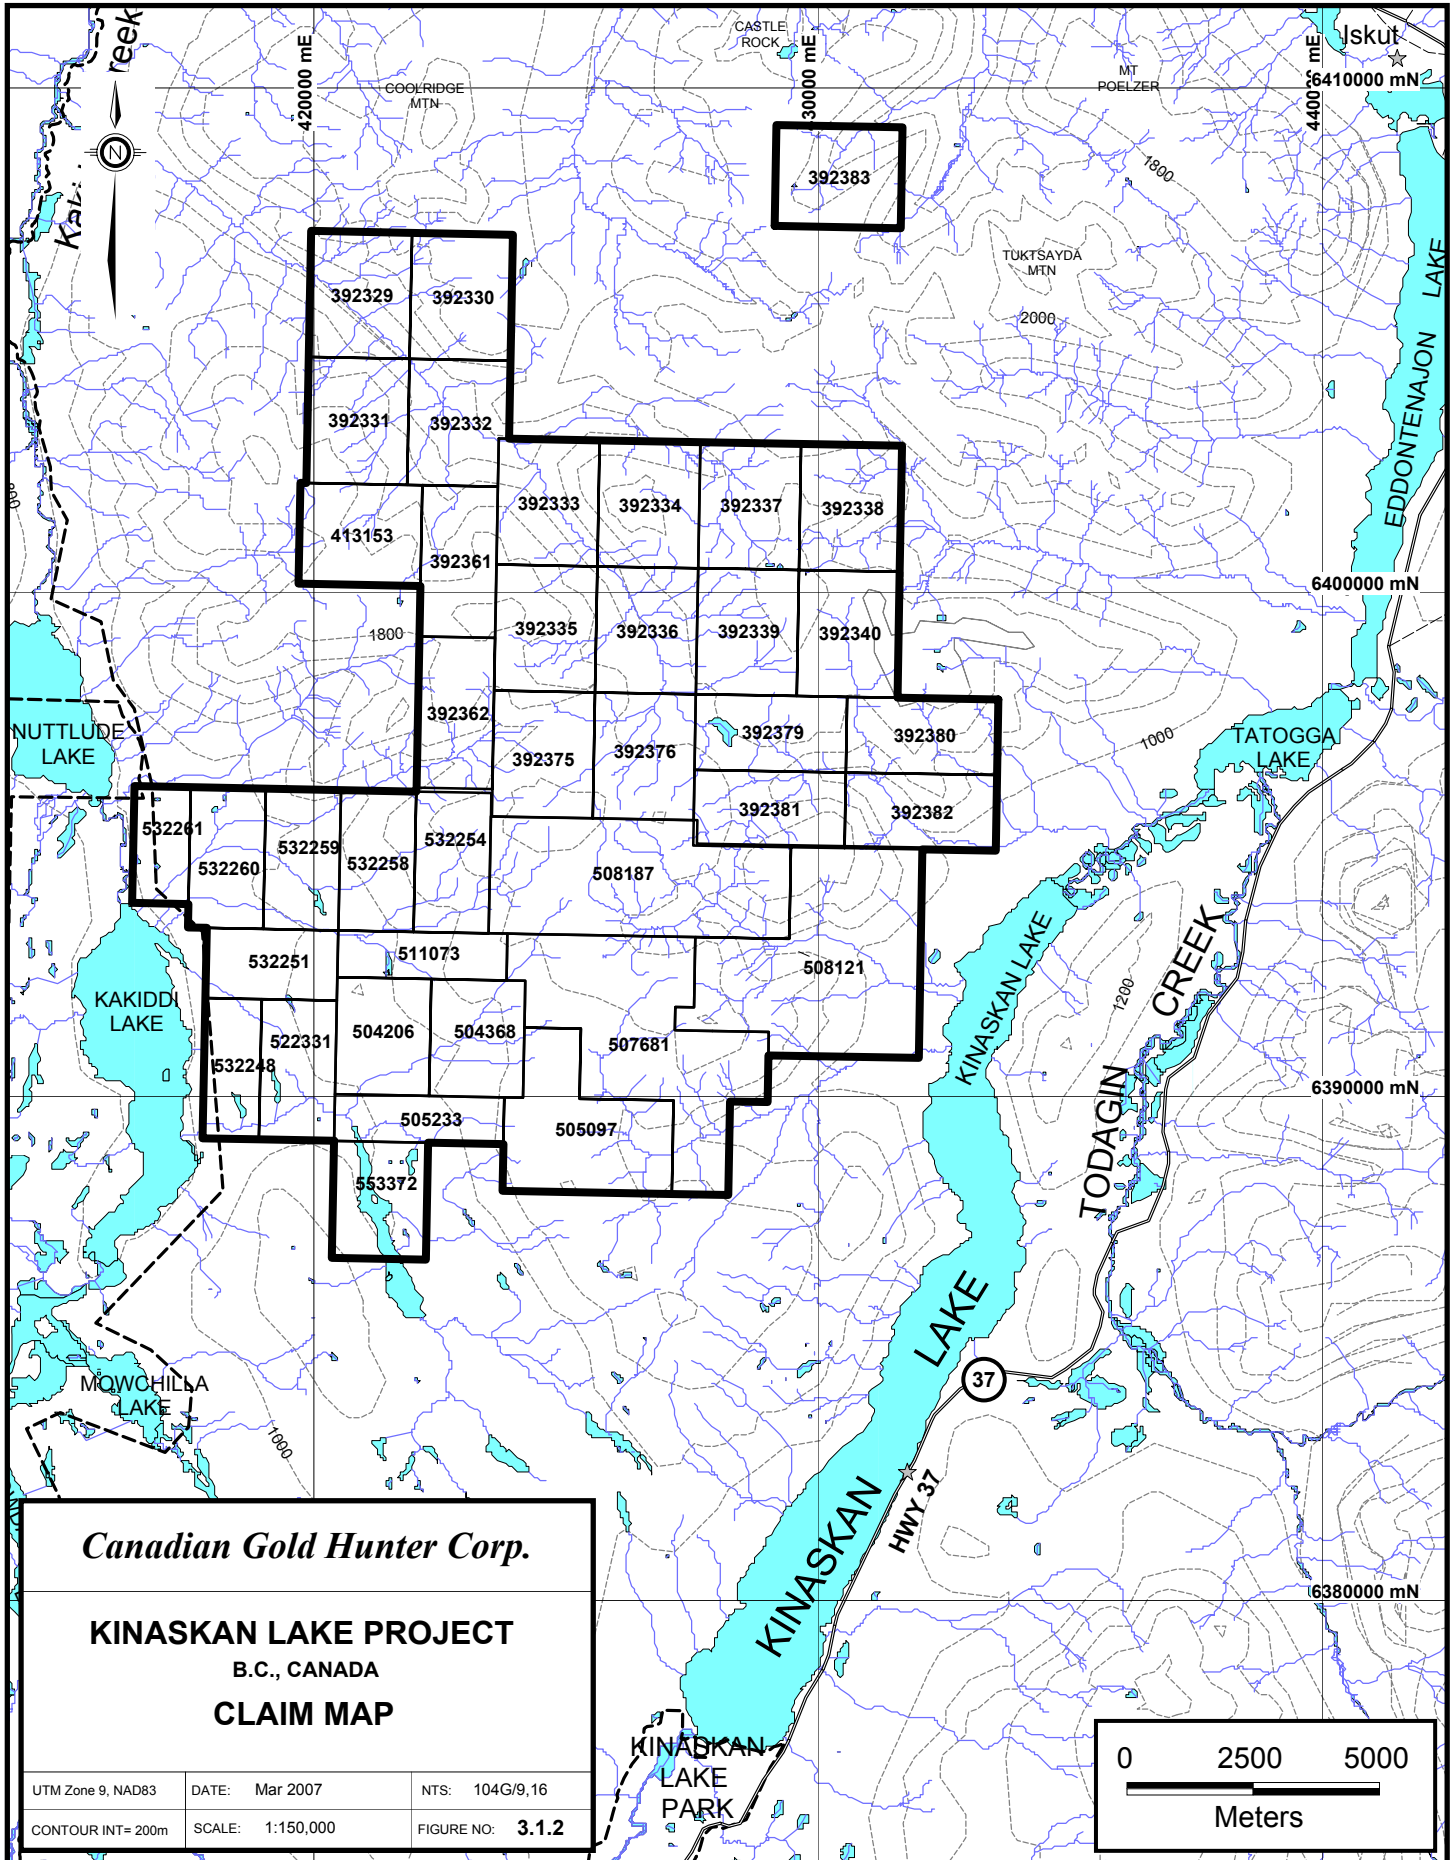 Creek
CASTLE
ROCK
Iskut
420000 mE
6410000 mN
COOLRIDGE
MTN
MT
POELZER
N
392383
1800
TUKTSAYDA
MTN
2000
EDDONTENAJON LAKE
392329
392330
392331
392332
392333
392334
392337
392338
413153
392361
6400000 mN
1800
392335
392336
392339
392340
392362
392375
392376
392379
392380
1000
NUTTLUDE
LAKE
TATOGGA
LAKE
392381
392382
532261
532260
532259
532258
532254
508187
KINASKAN LAKE
TODAGIN CREEK
1200
532251
511073
508121
KAKIDDI
LAKE
532248
522331
504206
504368
507681
6390000 mN
505233
505097
553372
MOWCHILLA
LAKE
1000
37
HWY 37
KINASKAN LAKE
6380000 mN
Canadian Gold Hunter Corp.
KINASKAN LAKE PROJECT
B.C., CANADA
CLAIM MAP
UTM Zone 9, NAD83
DATE: Mar 2007
NTS: 104G/9,16
CONTOUR INT= 200m
SCALE: 1:150,000
FIGURE NO: 3.1.2
KINASKAN
LAKE
PARK
0 2500 5000
Meters